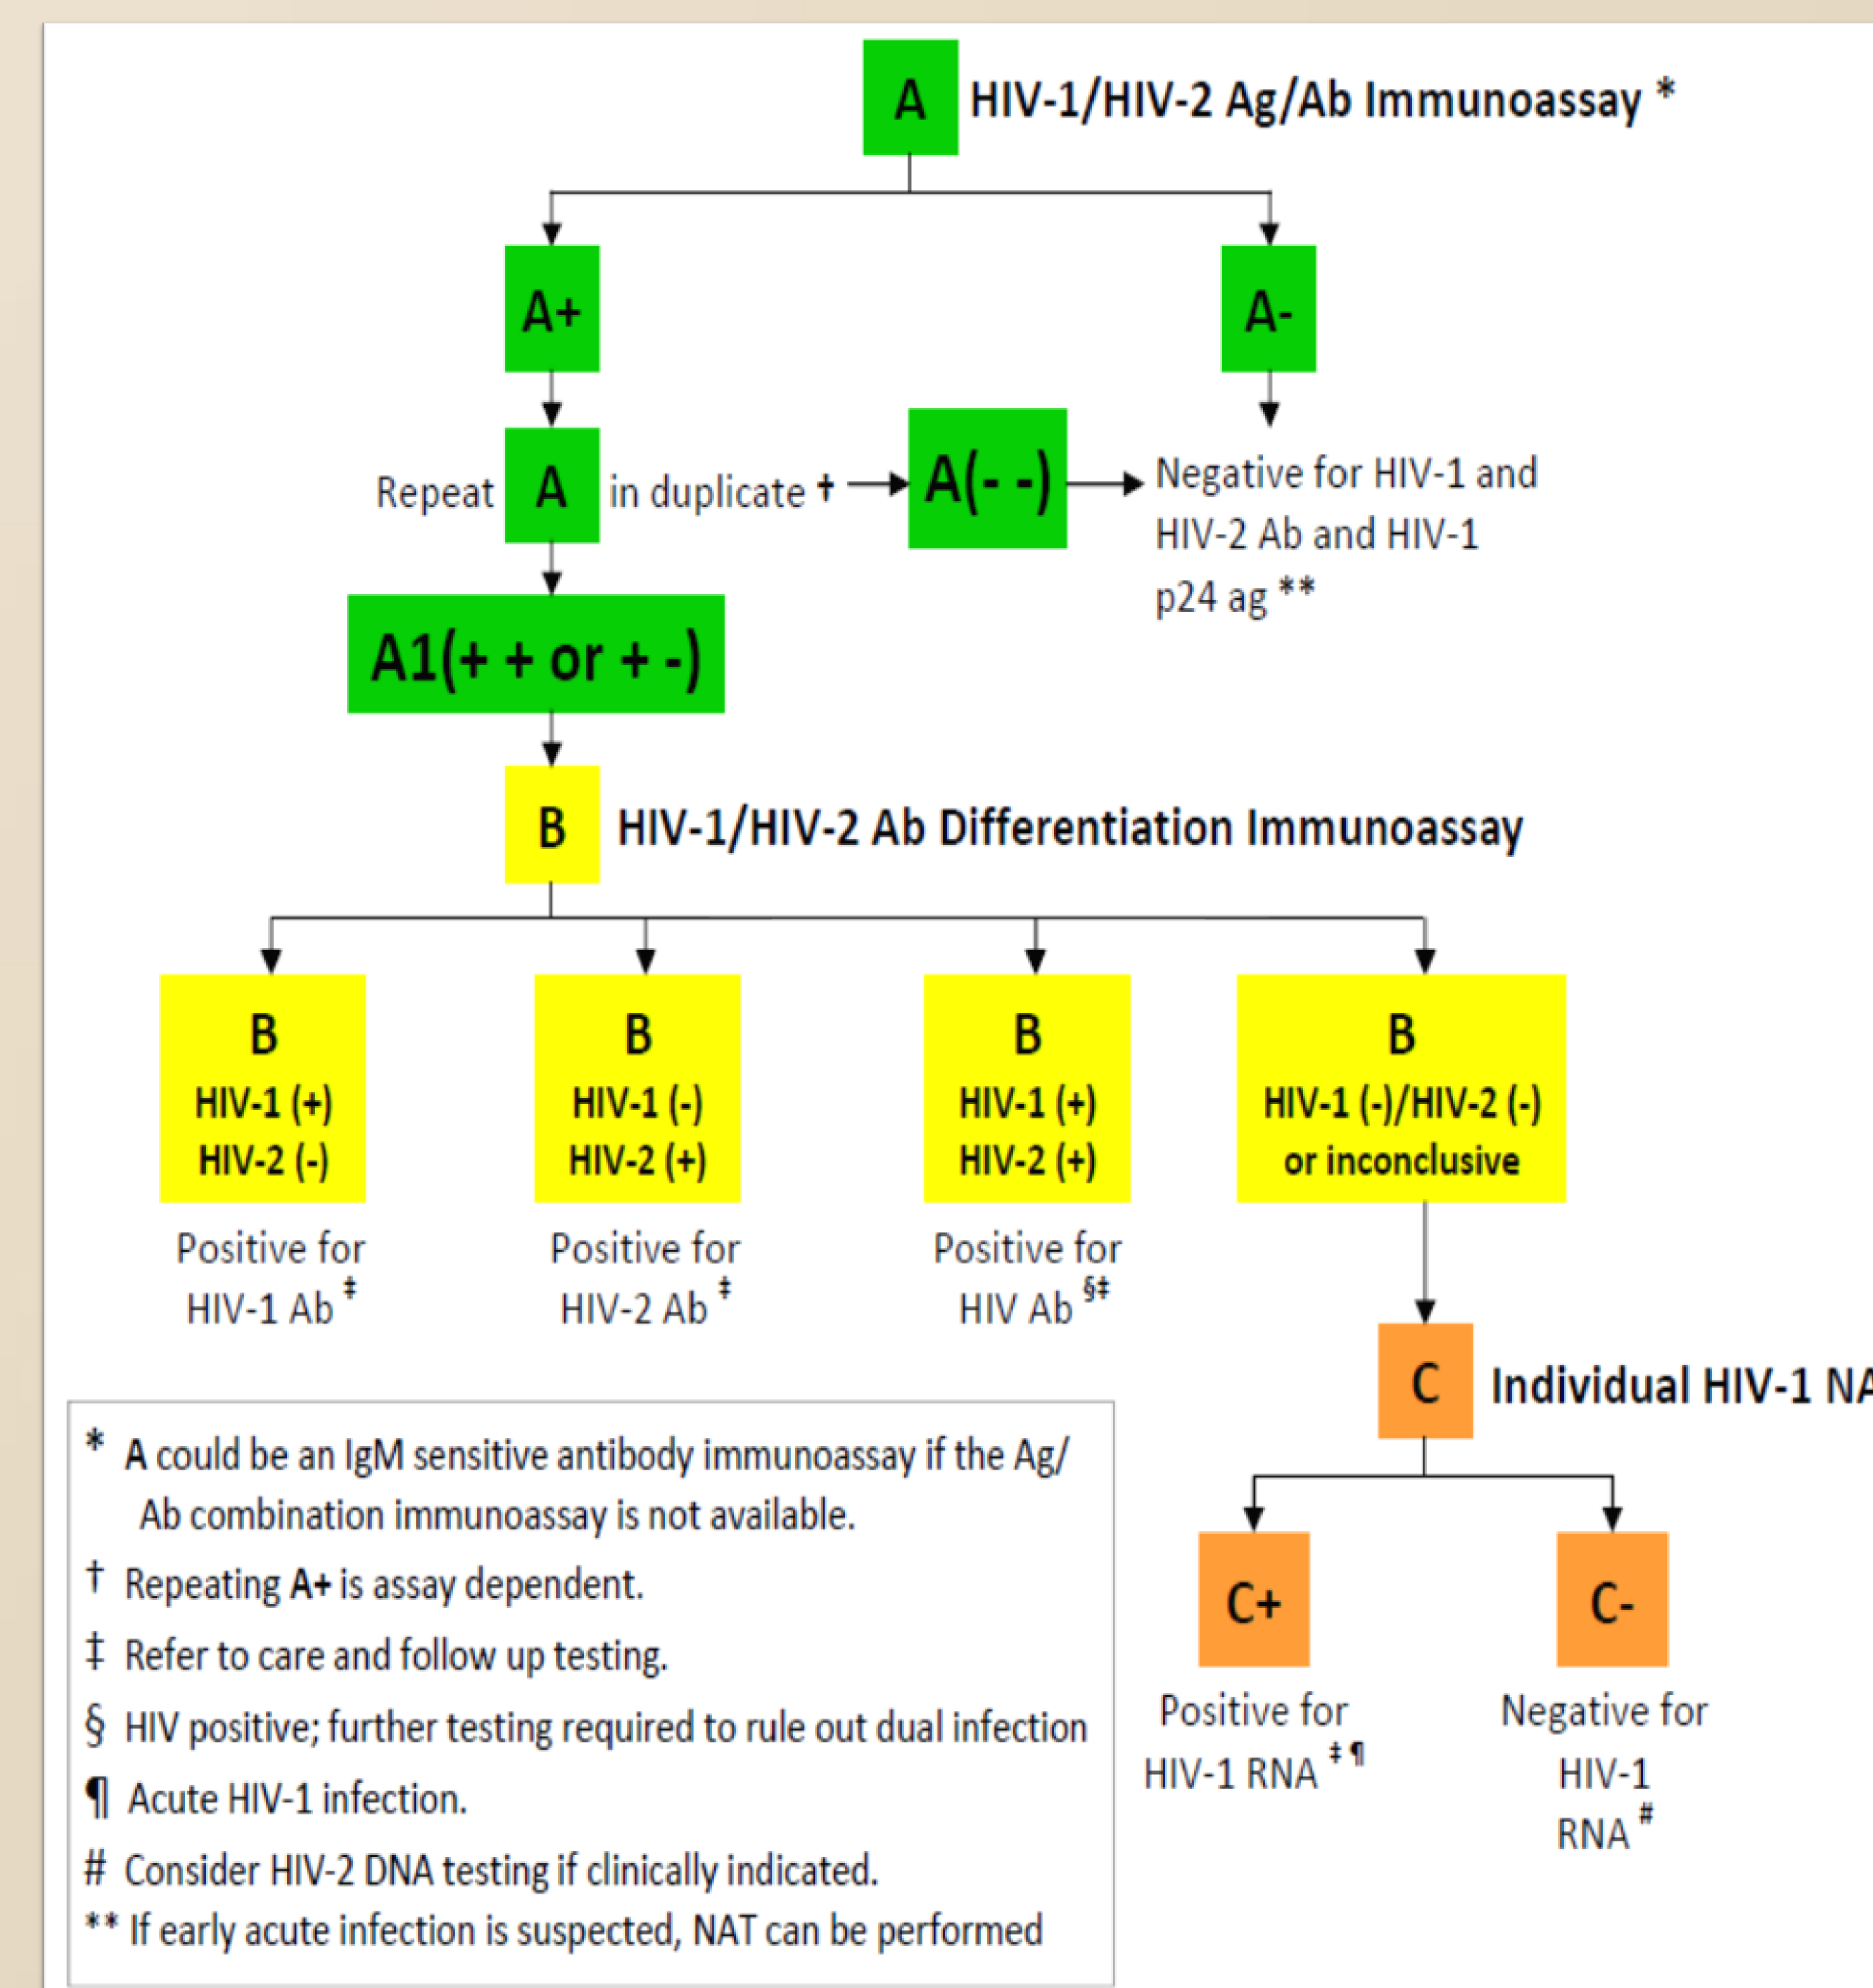 A HIV-1/HIV-2 Ag/Ab Immunoassay *
A+
A-
Repeat A in duplicate †
A(- -)
Negative for HIV-1 and
HIV-2 Ab and HIV-1
p24 ag **
A1(+ + or + -)
B HIV-1/HIV-2 Ab Differentiation Immunoassay
B
HIV-1 (+)
HIV-2 (-)
Positive for
HIV-1 Ab ‡
B
HIV-1 (-)
HIV-2 (+)
Positive for
HIV-2 Ab ‡
B
HIV-1 (+)
HIV-2 (+)
Positive for
HIV Ab §‡
B
HIV-1 (-)/HIV-2 (-)
or inconclusive
C Individual HIV-1
C+
Positive for
HIV-1 RNA ‡ ¶
C-
Negative for
HIV-1
RNA #
* A could be an IgM sensitive antibody immunoassay if the Ag/
Ab combination immunoassay is not available.
† Repeating A+ is assay dependent.
‡ Refer to care and follow up testing.
§ HIV positive; further testing required to rule out dual infection
¶ Acute HIV-1 infection.
# Consider HIV-2 DNA testing if clinically indicated.
** If early acute infection is suspected, NAT can be performed